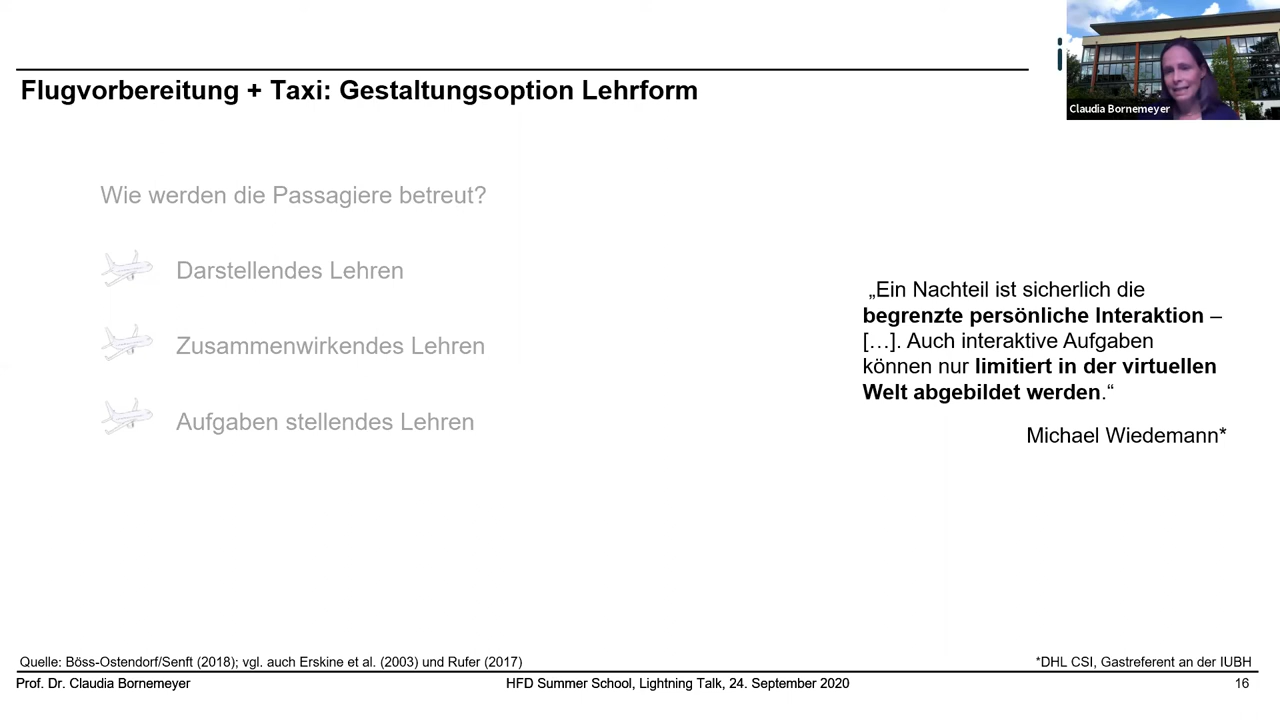 Flugvorbereitung + Taxi: Gestaltungsoption Lehrform
Claudia Bornemeyer
Wie werden die Passagiere betreut?
Darstellendes Lehren
Zusammenwirkendes Lehren
Aufgaben stellendes Lehren
„Ein Nachteil ist sicherlich die
begrenzte persönliche Interaktion –
[…]. Auch interaktive Aufgaben
können nur limitiert in der virtuellen
Welt abgebildet werden.“
Michael Wiedemann*
Quelle: Böss-Ostendorf/Senft (2018); vgl. auch Erskine et al. (2003) und Rufer (2017)
*DHL CSI, Gastreferent an der IUBH
Prof. Dr. Claudia Bornemeyer
HFD Summer School, Lightning Talk, 24. September 2020
16